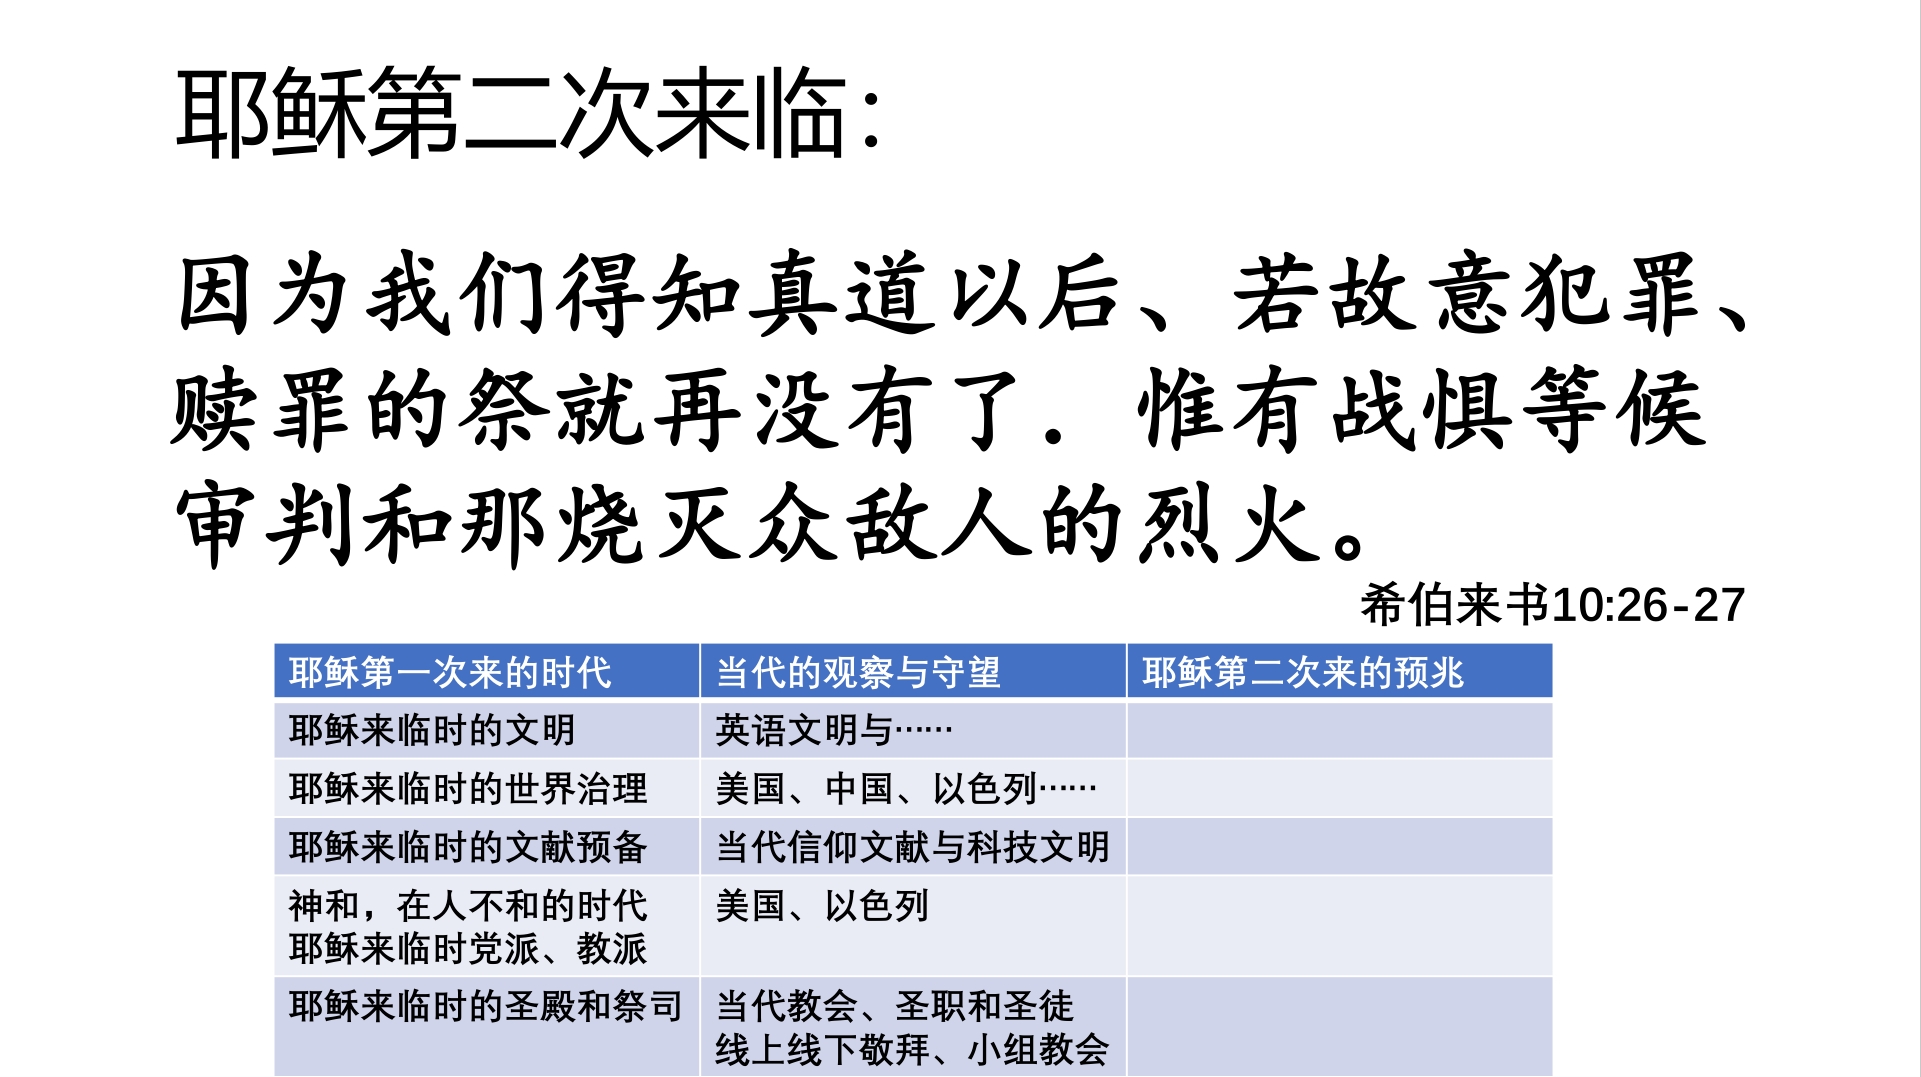 耶稣第二次来临：
因为我们得知真道以后、若故意犯罪、
赎罪的祭就再没有了．惟有战惧等候
审判和那烧灭众敌人的烈火。
希伯来书10:26-27
耶稣第一次来的时代 当代的观察与守望 耶稣第二次来的预兆
耶稣来临时的文明 英语文明与……
耶稣来临时的世界治理 美国、中国、以色列……
耶稣来临时的文献预备 当代信仰文献与科技文明
神和，在人不和的时代 美国、以色列
耶稣来临时党派、教派
耶稣来临时的圣殿和祭司 当代教会、圣职和圣徒
线上线下敬拜、小组教会